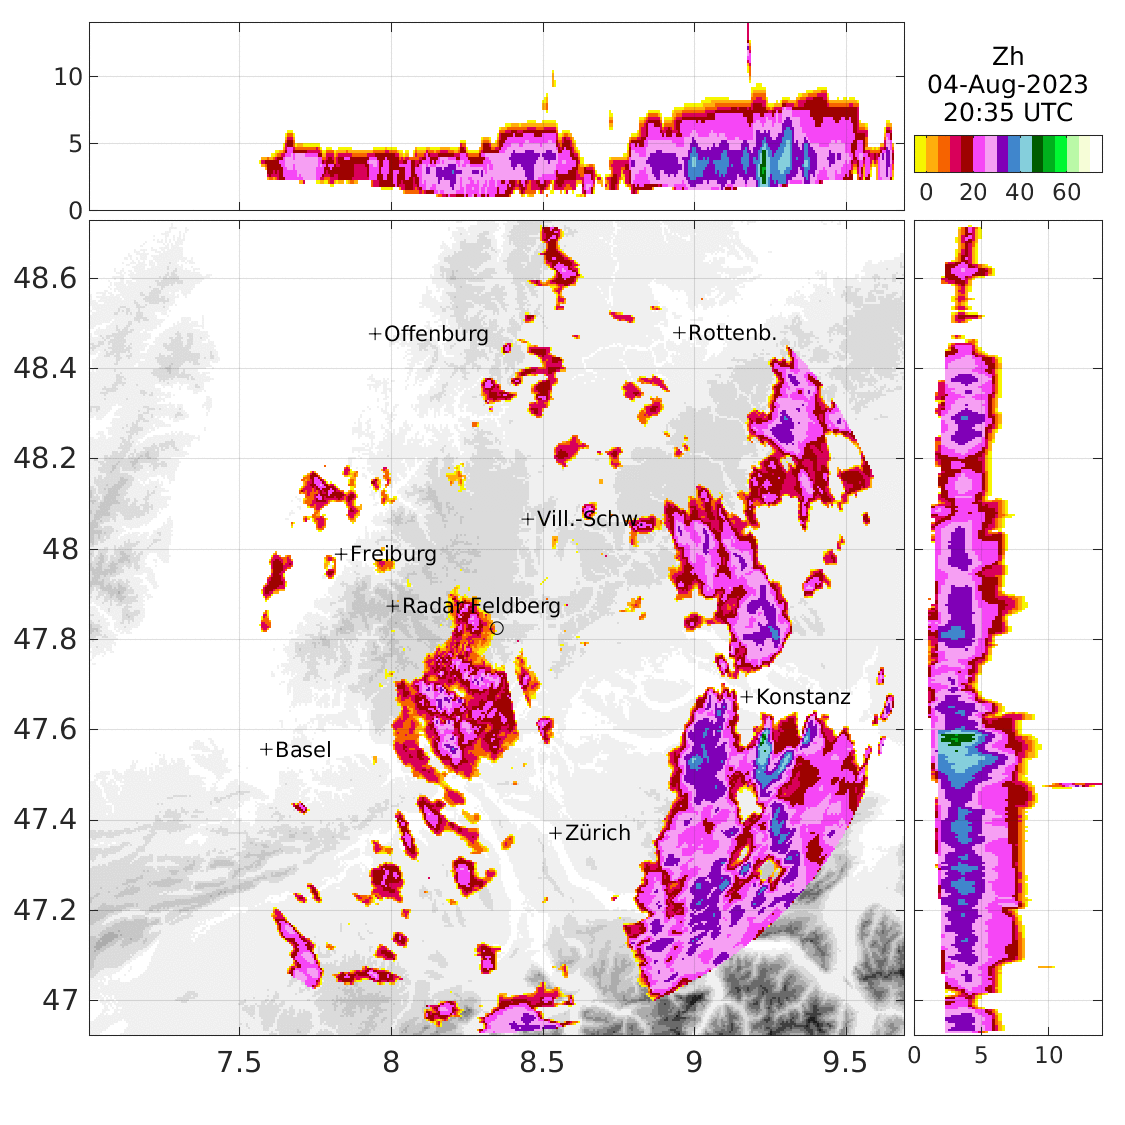 10
5
0
Zh
04-Aug-2023
20:35 UTC
0 20 40 60
48.6
48.4
48.2
48
47.8
47.6
47.4
47.2
47
+Offenburg
+Rottenb.
+Vill.-Schw.
+Freiburg
+Radar Feldberg
+Konstanz
+Basel
+Zürich
7.5 8 8.5 9 9.5
0 5 10